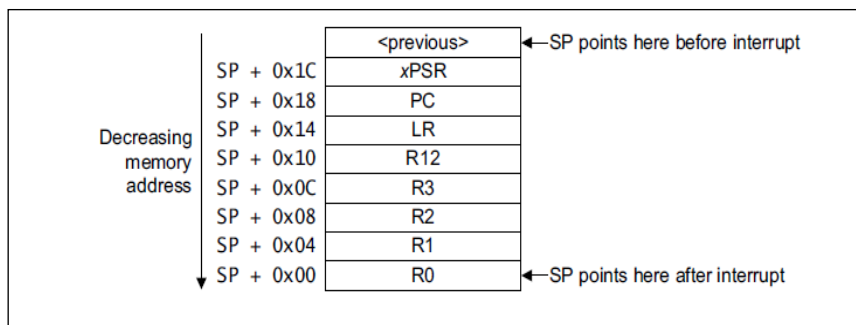 <previous>
SP points here before interrupt
SP + 0x1C
xPSR
SP + 0x18
PC
SP + 0x14
LR
Decreasing
memory
address
SP + 0x10
R12
SP + 0x0C
R3
SP + 0x08
R2
SP + 0x04
R1
SP + 0x00
R0
SP points here after interrupt